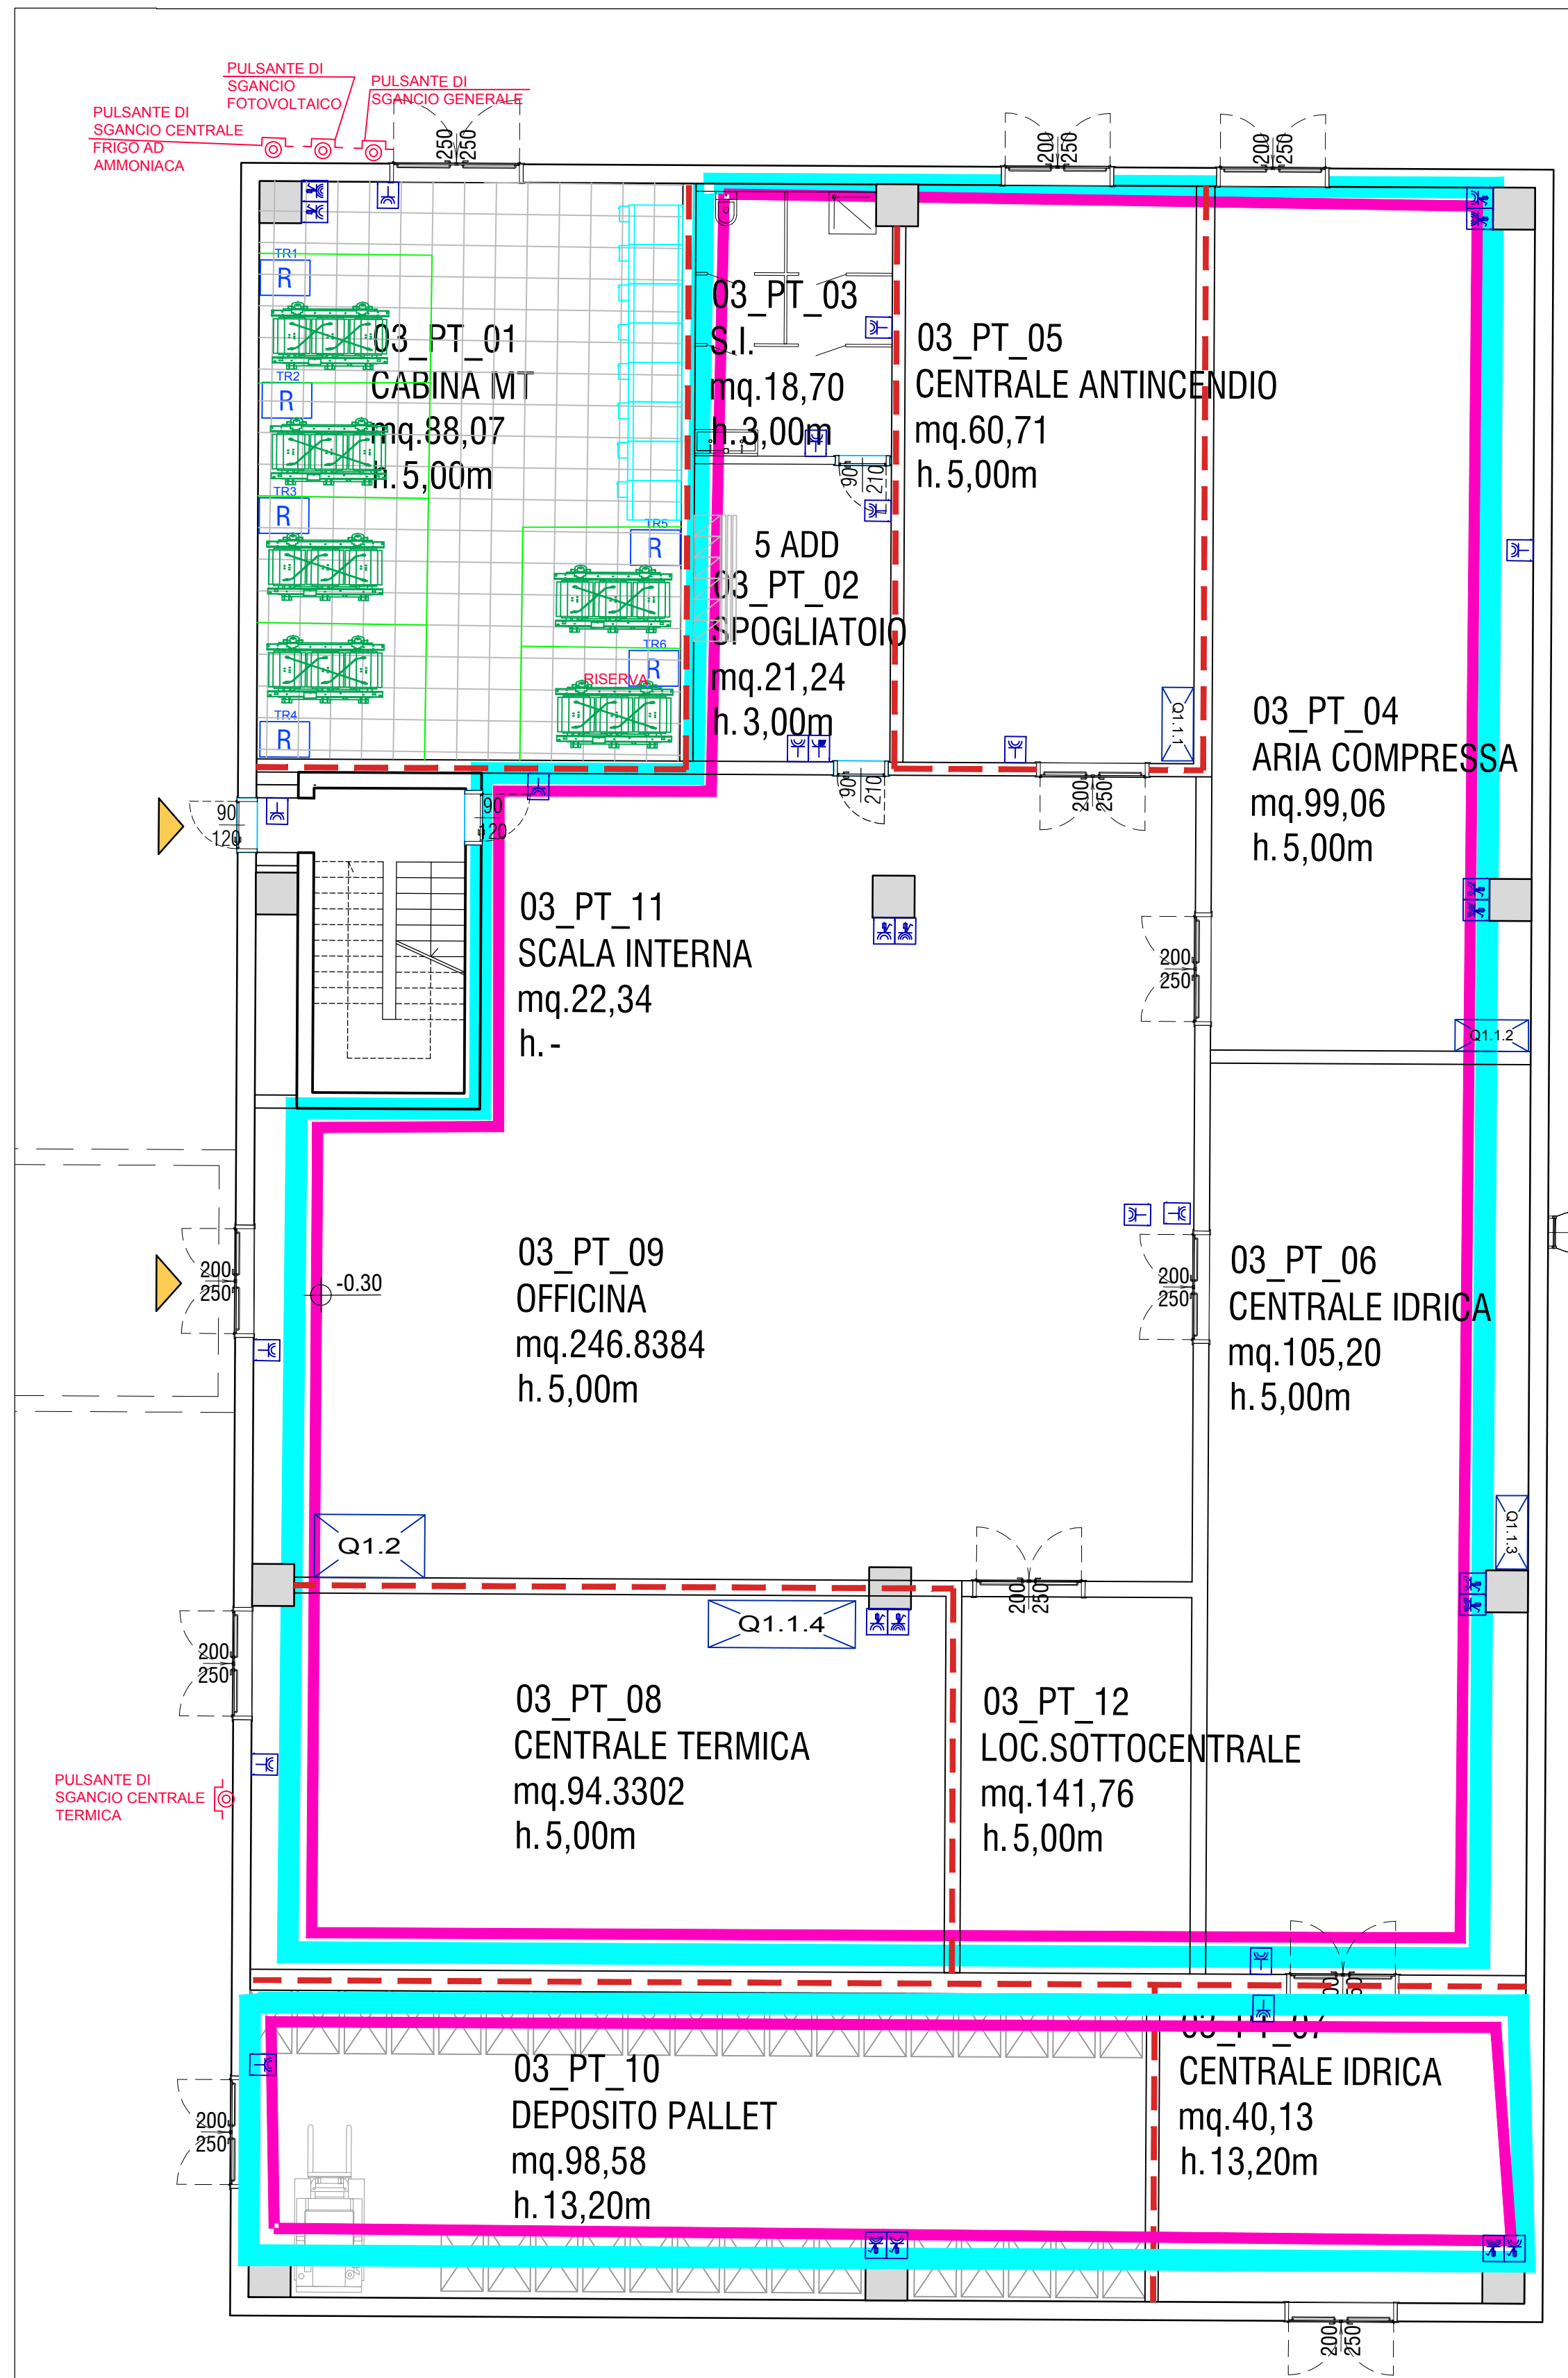 PULSANTE DI
SGANCIO
FOTOVOLTAICO
PULSANTE DI
SGANCIO GENERALE
PULSANTE DI
SGANCIO CENTRALE
FRIGO AD
AMMONIACA
250
250
200
250
200
250
TR1
R
TR2
R
TR3
R
TR4
R
TR5
R
TR6
R
RISERVA
03_PT_01
CABINA MT
mq.88,07
h.5,00m
03_PT_03
S.I.
mq.18,70
h.3,00m
90
210
03_PT_05
CENTRALE ANTINCENDIO
mq.60,71
h.5,00m
5 ADD
03_PT_02
SPOGLIATOIO
mq.21,24
h.3,00m
90
210
Q1.1.1
200
250
03_PT_04
ARIA COMPRESSA
mq.99,06
h.5,00m
90
120
90
120
03_PT_11
SCALA INTERNA
mq.22,34
h.-
200
250
Q1.1.2
200
250
-0.30
03_PT_09
OFFICINA
mq.246.8384
h.5,00m
200
250
03_PT_06
CENTRALE IDRICA
mq.105,20
h.5,00m
Q1.2
Q1.1.3
200
250
200
250
Q1.1.4
03_PT_08
CENTRALE TERMICA
mq.94.3302
h.5,00m
03_PT_12
LOC.SOTTOCENTRALE
mq.141,76
h.5,00m
PULSANTE DI
SGANCIO CENTRALE
TERMICA
03_PT_10
DEPOSITO PALLET
mq.98,58
h.13,20m
03_PT_07
CENTRALE IDRICA
mq.40,13
h.13,20m
200
250
200
250